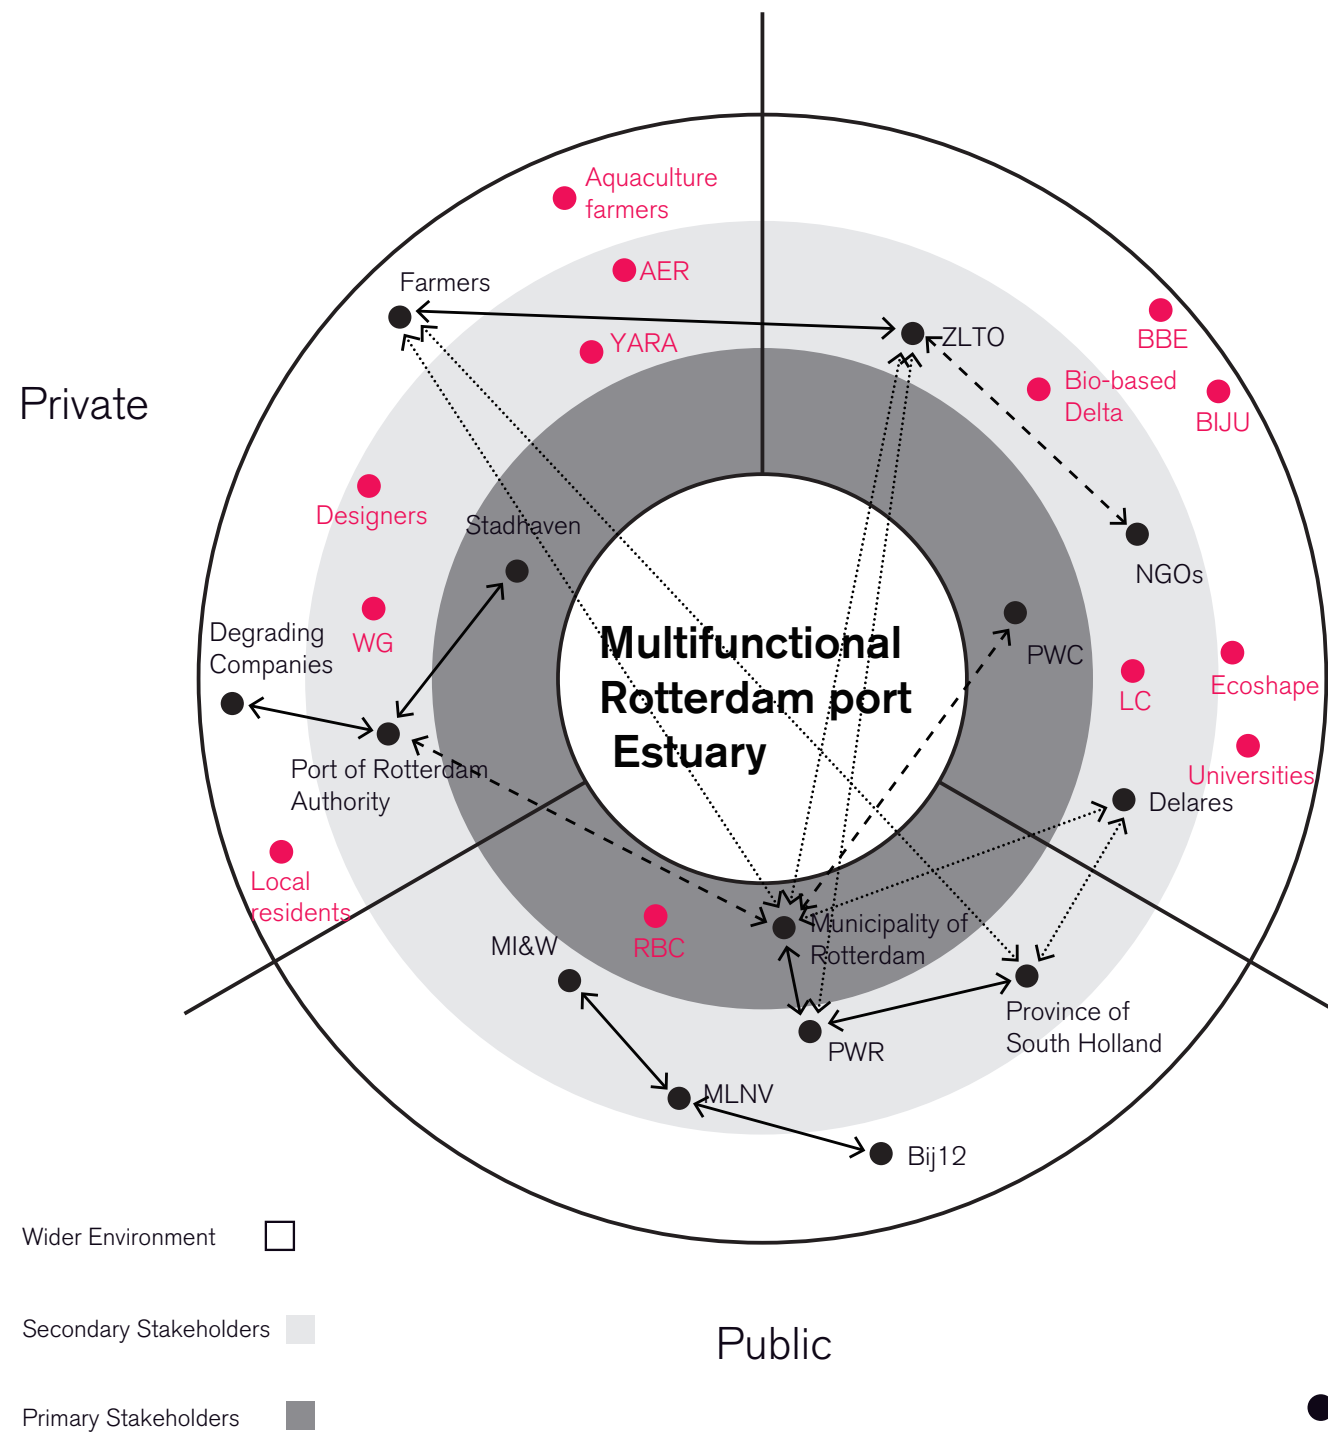 Aquaculture
farmers
AER
Farmers
YARA
ZLTO
BBE
Bio-based
Delta
BIJU
Private
Designers
Stadhaven
NGOs
Degrading
Companies
WG
Multifunctional
Rotterdam port
Estuary
PWC
LC
Ecoshape
Universities
Port of Rotterdam
Authority
Delares
Local
residents
RBC
MI&W
Municipality of
Rotterdam
Province of
South Holland
PWR
MLNV
Bij12
Wider Environment
Secondary Stakeholders
Public
Primary Stakeholders